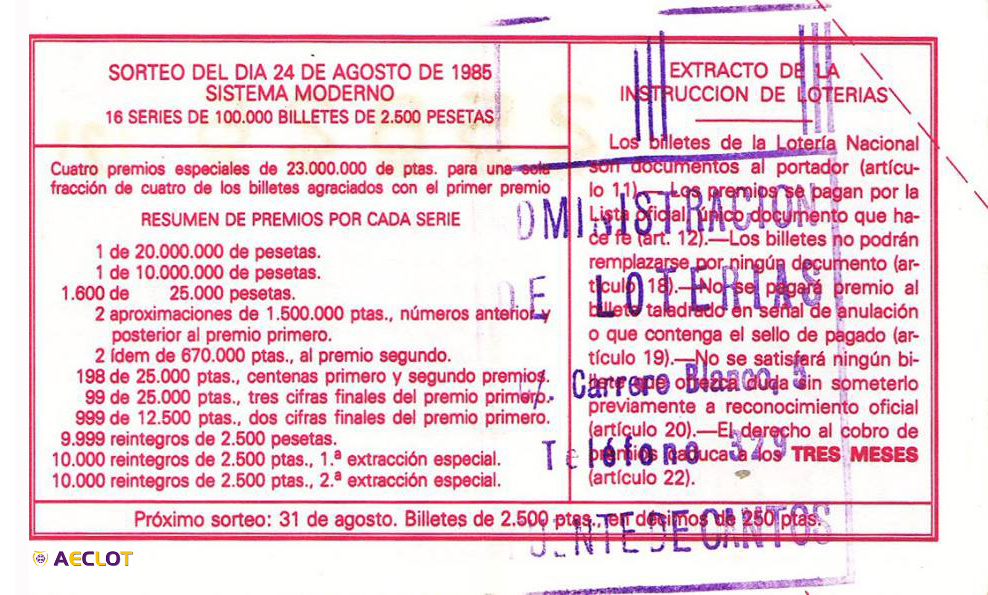 SORTEO DEL DIA 24 DE AGOSTO DE 1985
SISTEMA MODERNO
16 SERIES DE 100.000 BILLETES DE 2.500 PESETAS
Cuatro premios especiales de 23.000.000 de ptas. para una sola
fracción de cuatro de los billetes agraciados con el primer premio
RESUMEN DE PREMIOS POR CADA SERIE
1 de 20.000.000 de pesetas.
1 de 10.000.000 de pesetas.
1.600 de 25.000 pesetas.
2 aproximaciones de 1.500.000 ptas., números anterior y
posterior al premio primero.
2 ídem de 670.000 ptas., al premio segundo.
198 de 25.000 ptas., centenas primero y segundo premios.
99 de 25.000 ptas., tres cifras finales del premio primero.
999 de 12.500 ptas., dos cifras finales del premio primero.
9.999 reintegros de 2.500 pesetas.
10.000 reintegros de 2.500 ptas., 1.ª extracción especial.
10.000 reintegros de 2.500 ptas., 2.ª extracción especial.
EXTRACTO DE LA
INSTRUCCION DE LOTERIAS
Los billetes de la Lotería Nacional
son documentos al portador (artícu-
lo 11).—Los premios se pagan por la
Lista oficial, único documento que ha-
ce fe (art. 12).—Los billetes no podrán
remplazarse por ningún documento (ar-
tículo 18).—No se pagará premio al
billete taladrado en señal de anulación
o que contenga el sello de pagado (ar-
tículo 19).—No se satisfará ningún bi-
llete que ofrezca duda sin someterlo
previamente a reconocimiento oficial
(artículo 20).—El derecho al cobro de
premios caduca a los TRES MESES
(artículo 22).
Próximo sorteo: 31 de agosto. Billetes de 2.500 ptas., en décimos de 250 ptas.
DMINISTRACION
DE LOTERIAS
C/. Carrero Blanco, 5
Teléfono 329
UENTE DE CANTOS
AECLOT